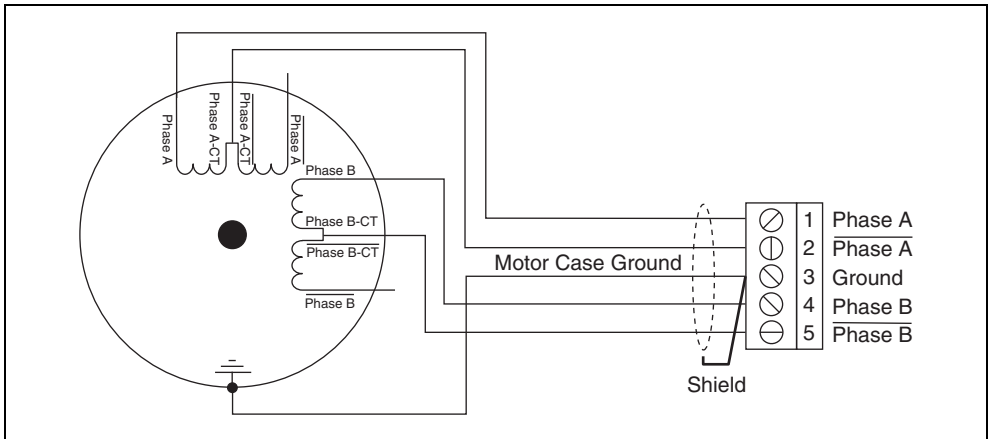 Phase A
Phase A-CT
Phase A-CT
Phase A
Phase B
Phase B-CT
Phase B-CT
Phase B
Motor Case Ground
1 Phase A
2 Phase A
3 Ground
4 Phase B
5 Phase B
Shield